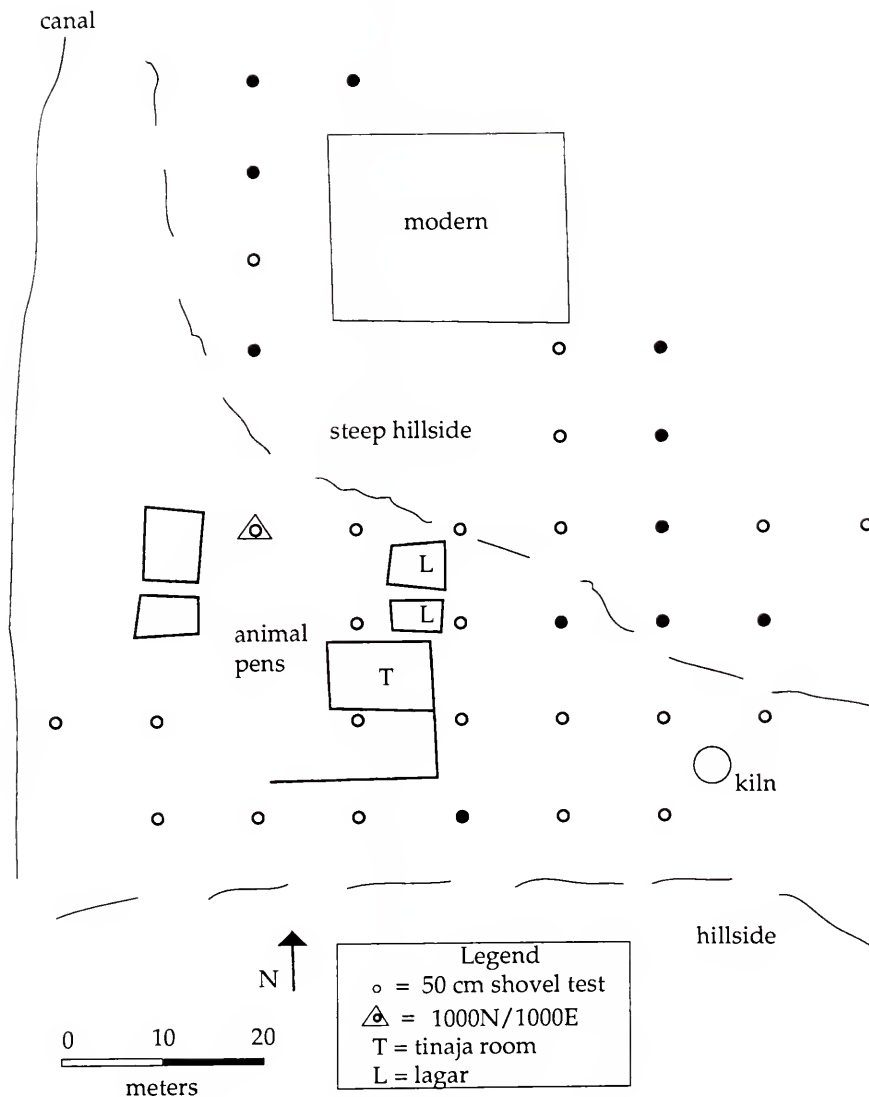 canal
modern
steep hillside
L
L
animal
pens
T
kiln
hillside
N
Legend
= 50 cm shovel test
= 1000N/1000E
T = tinaja room
L = lagar
0 10 20
meters